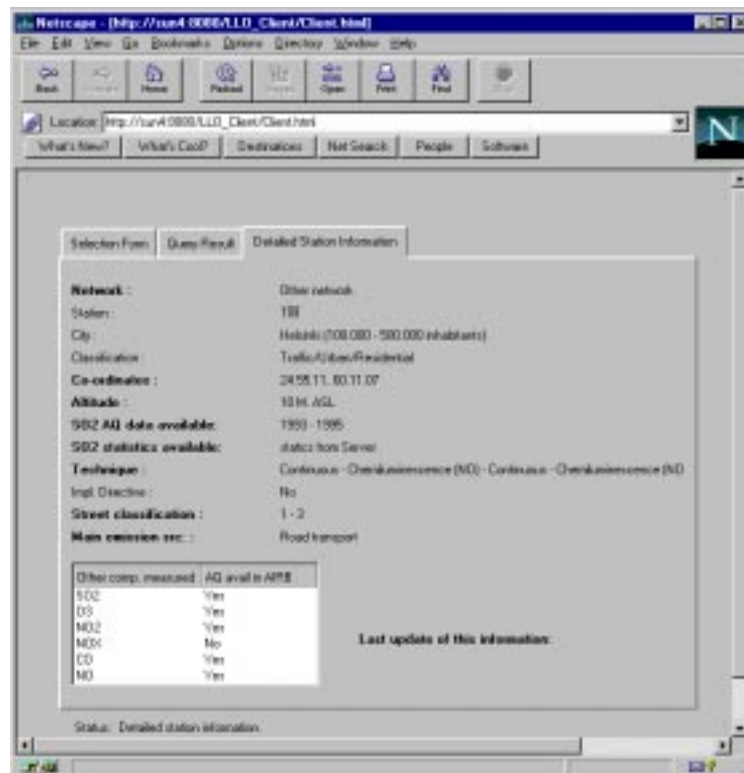 Netscape - [http://sun4:8080/LLO_Client/Client.html]
File Edit View Go Bookmarks Options Directory Window Help
Back Forward Home Reload Images Open Print Find Stop
Location: http://sun4:8080/LLO_Client/Client.html
What's New? What's Cool? Destinations Net Search People Software
Selection Form Query Result Detailed Station Information
Network : Other network
Station : 108
City : Helsinki (100.000 - 500.000 inhabitants)
Classification : Traffic/Urban/Residential
Co-ordinates : 24.55.11, 60.11.07
Altitude : 10 M. ASL
SO2 AQ data available: 1993 - 1995
SO2 statistics available: statics from Server
Technique : Continuous - Chemiluminescence (NO) - Continuous - Chemiluminescence (NO
Impl. Directive : No
Street classification : 1 - 3
Main emission src. : Road transport
Other comp. measured AQ avail in AIRB
SO2 Yes
O3 Yes
NO2 Yes
NOX No
CO Yes
NO Yes
Last update of this information:
Status: Detailed station information.